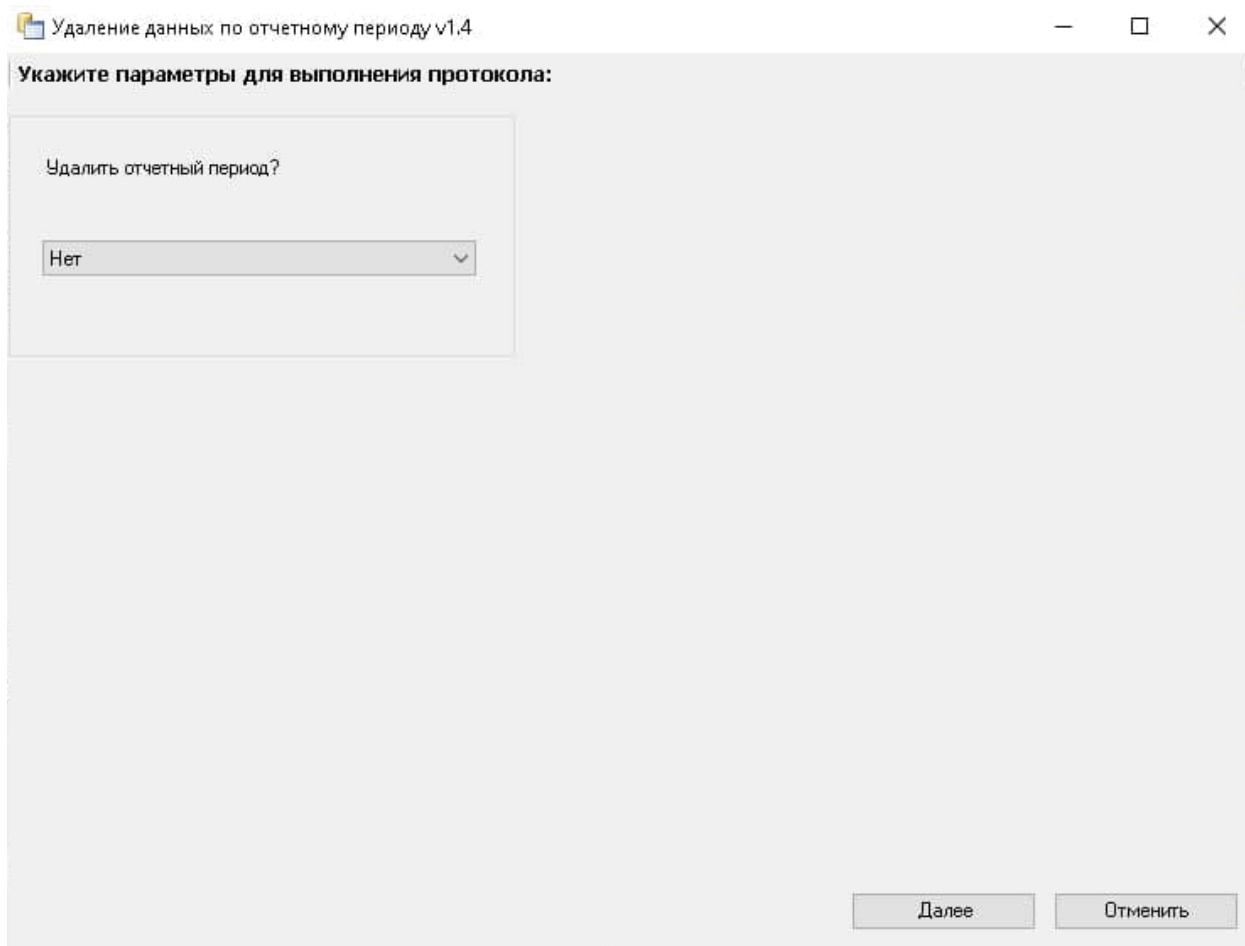 Удаление данных по отчетному периоду v1.4
Укажите параметры для выполнения протокола:
Удалить отчетный период?
Нет
Далее
Отменить